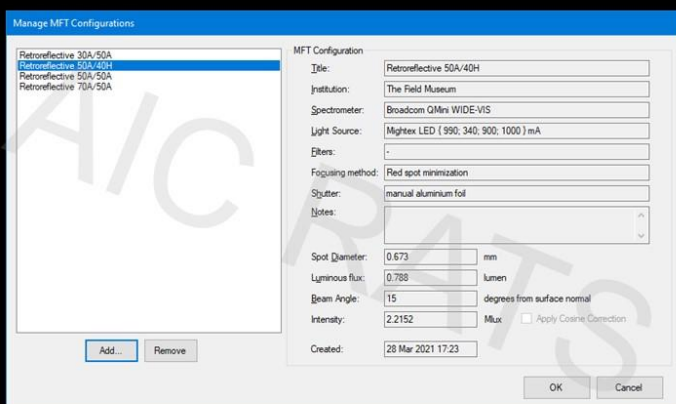 Manage MFT Configurations
Retroreflective 30A/50A
Retroreflective 50A/40H
Retroreflective 50A/50A
Retroreflective 70A/50A
Add...
Remove
MFT Configuration
Title: Retroreflective 50A/40H
Institution: The Field Museum
Spectrometer: Broadcom QMini WIDE-VIS
Light Source: Mightex LED ( 990; 340; 900; 1000 ) mA
Filters: -
Focusing method: Red spot minimization
Shutter: manual aluminium foil
Notes:
Spot Diameter: 0.673 mm
Luminous flux: 0.788 lumen
Beam Angle: 15 degrees from surface normal
Intensity: 2.2152 Mlux Apply Cosine Correction
Created: 28 Mar 2021 17:23
OK Cancel
AIC RATS